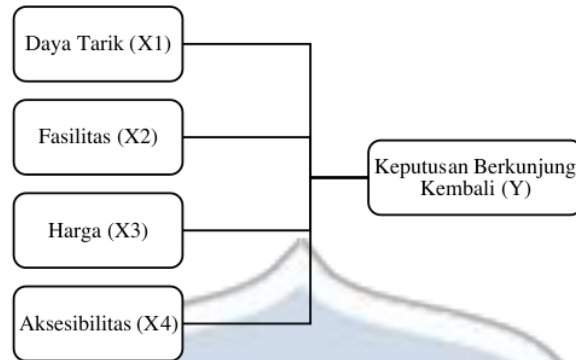 Daya Tarik (X1)
Fasilitas (X2)
Harga (X3)
Aksesibilitas (X4)
Keputusan Berkunjung
Kembali (Y)